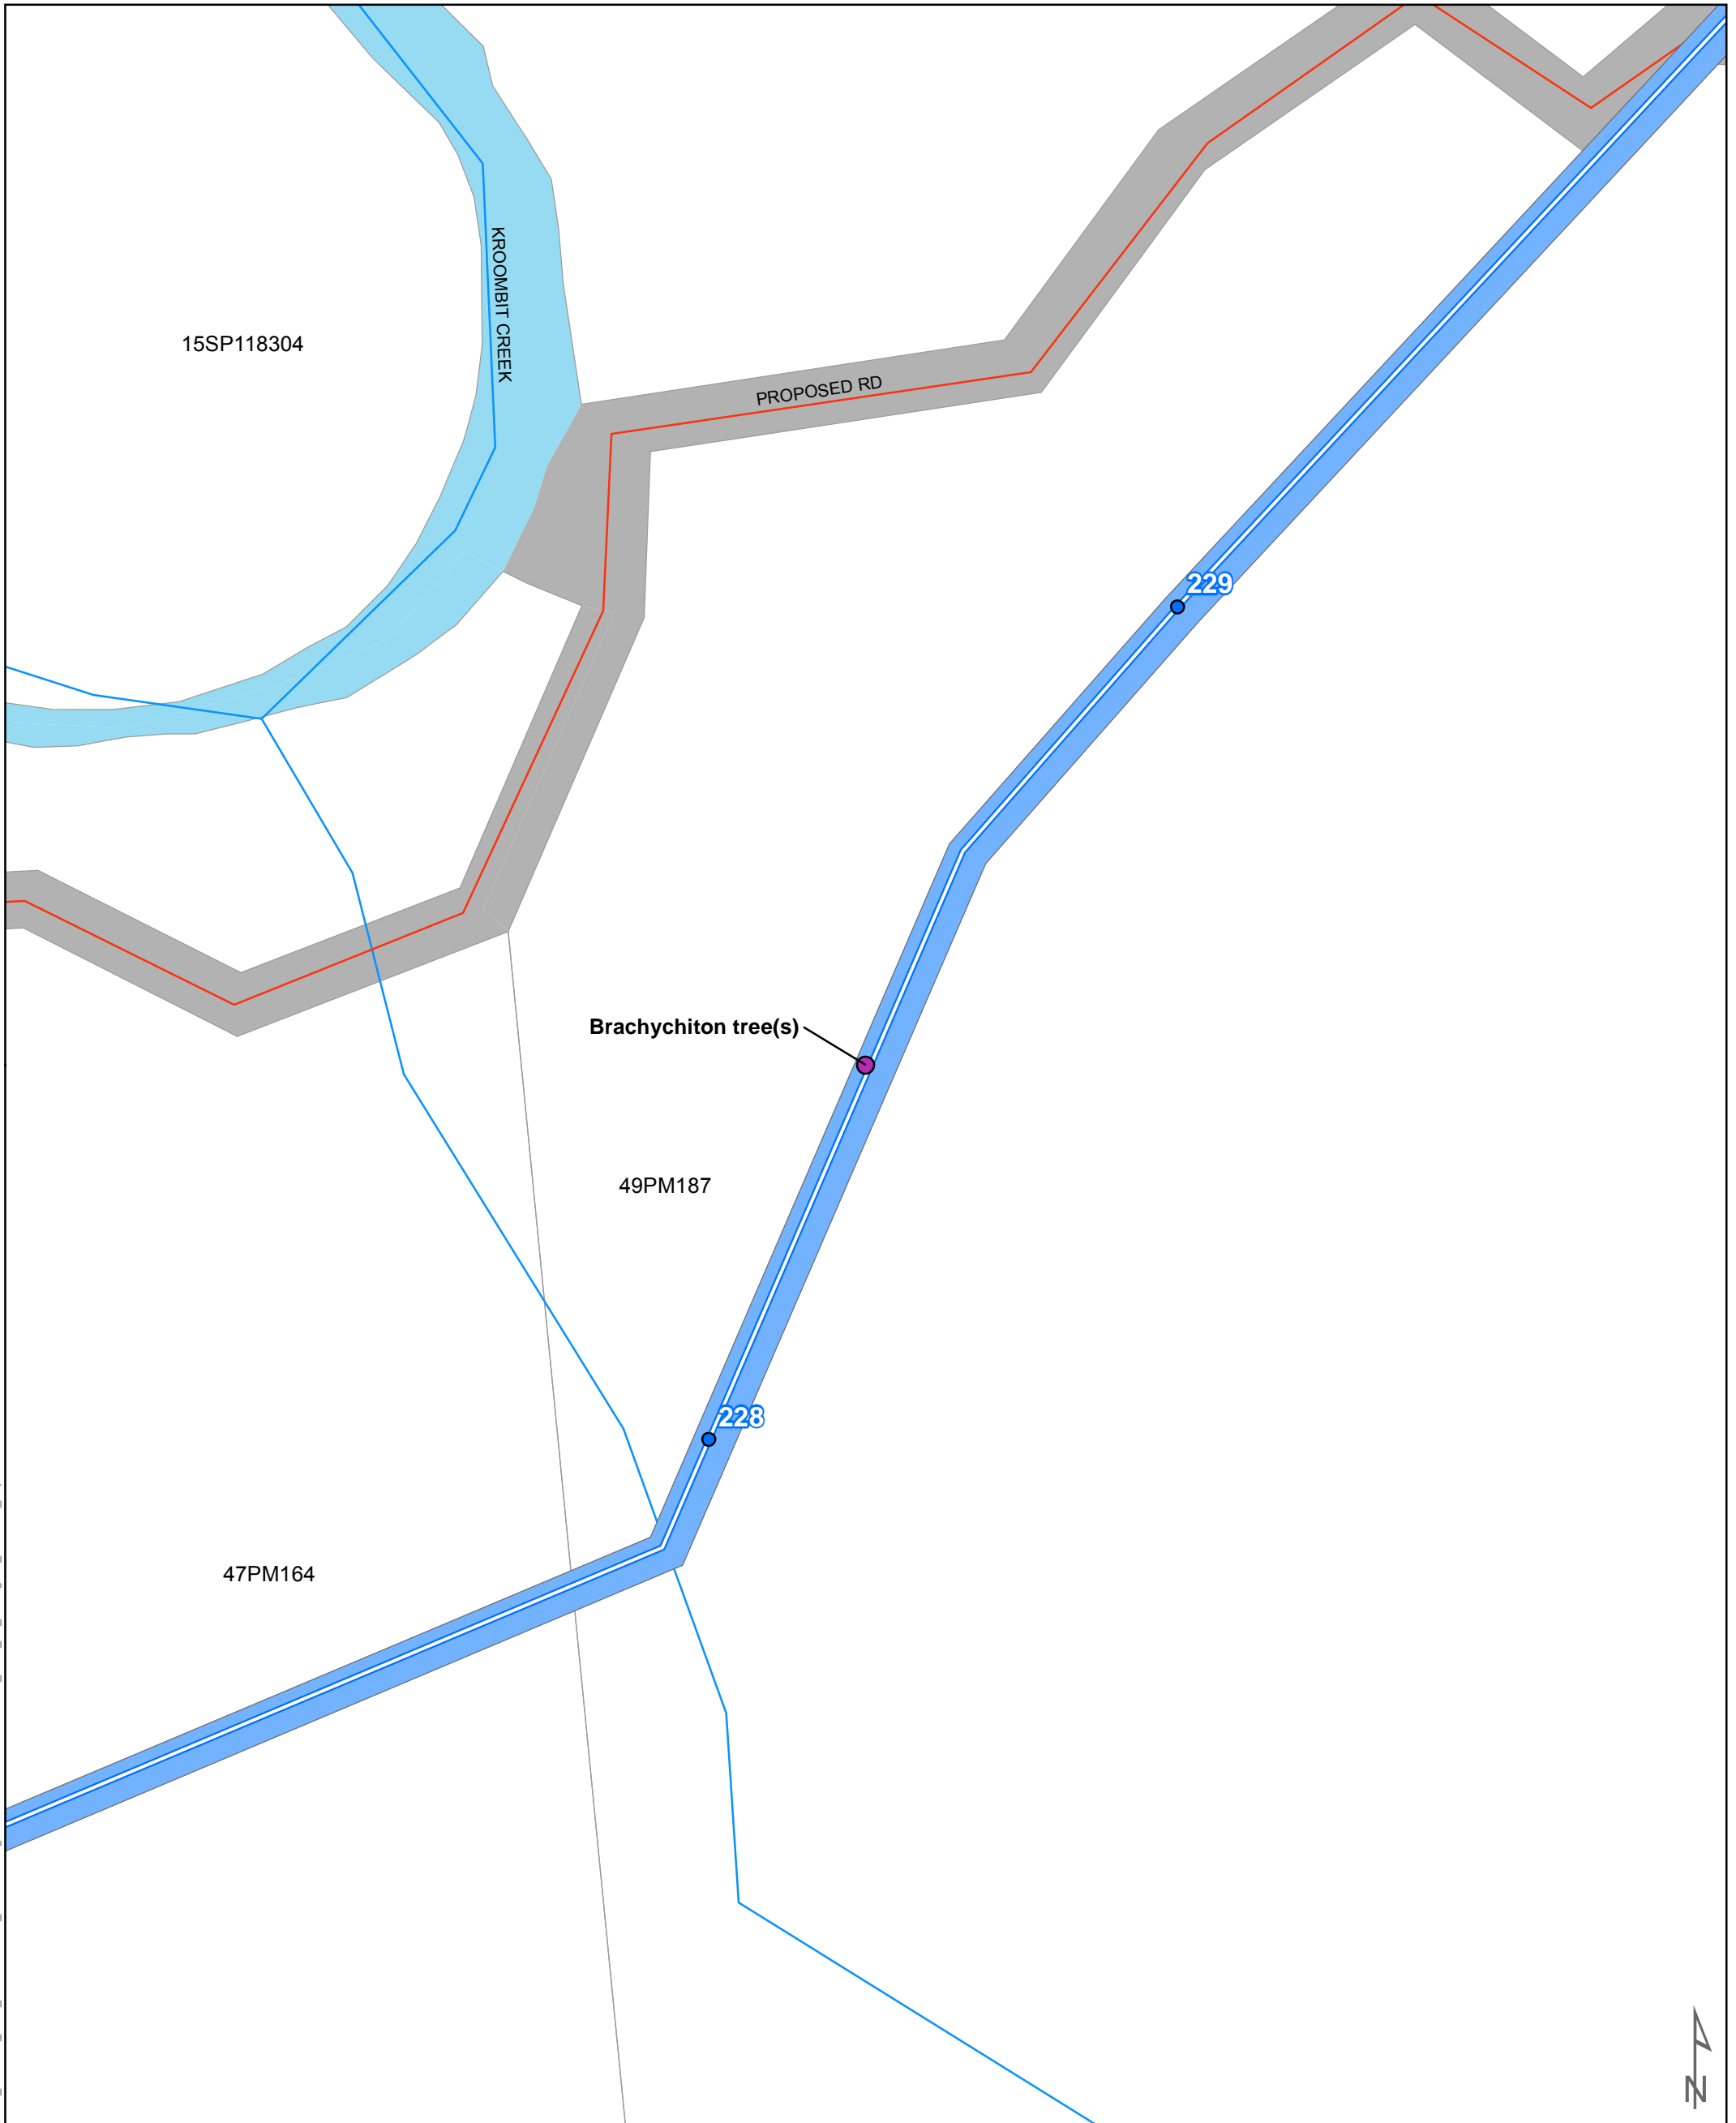 KROOMBIT CREEK
15SP118304
PROPOSED RD
229
Brachychiton tree(s)
49PM187
228
47PM164
N